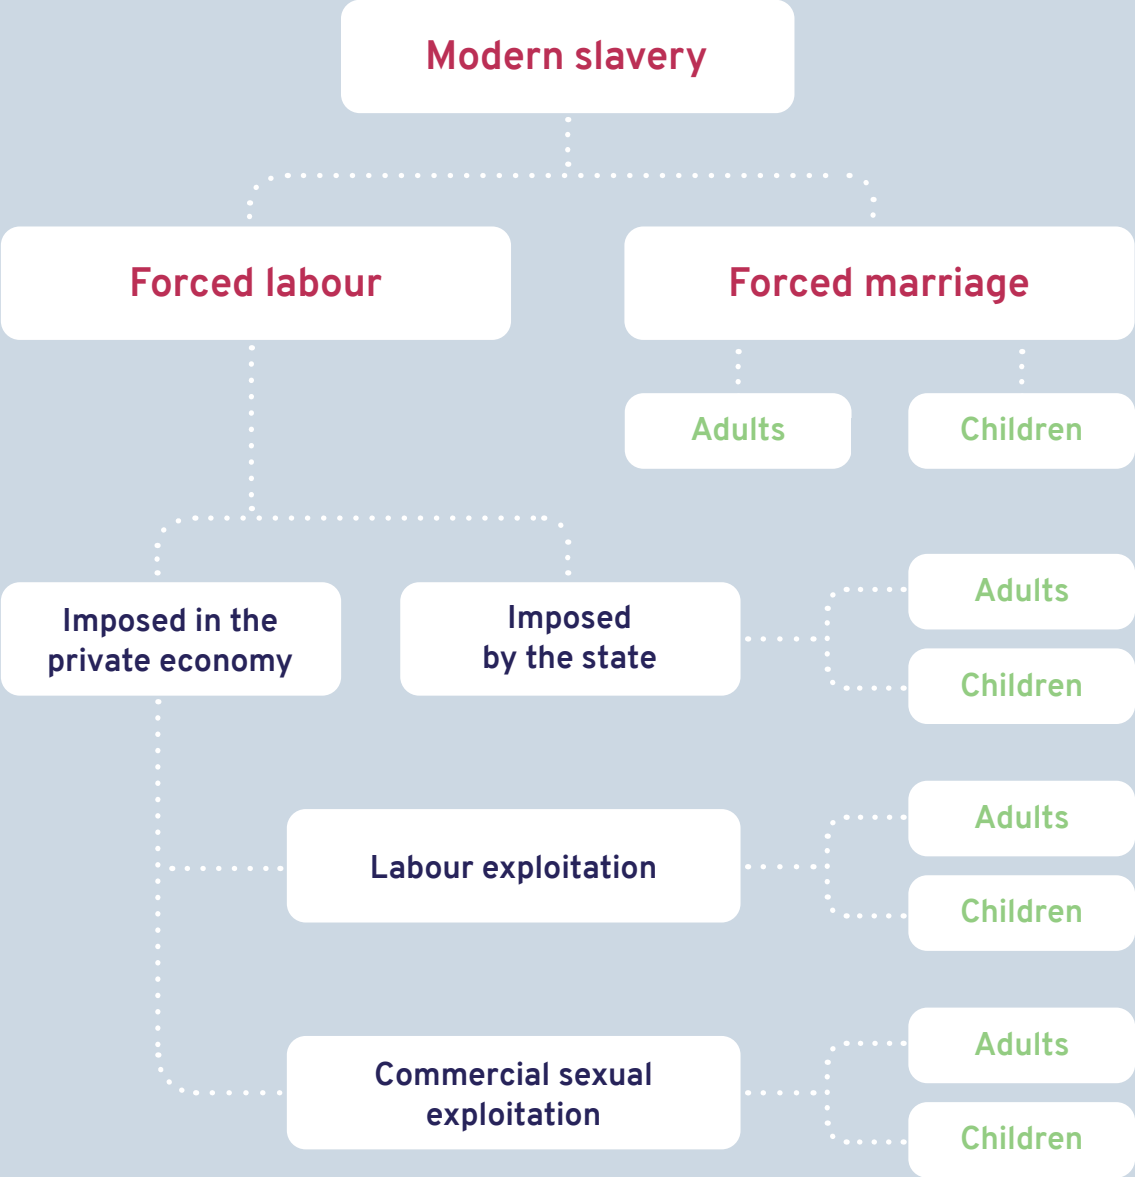 Modern slavery
Forced labour
Forced marriage
Adults
Children
Imposed in the
private economy
Imposed
by the state
Adults
Children
Labour exploitation
Adults
Children
Commercial sexual
exploitation
Adults
Children